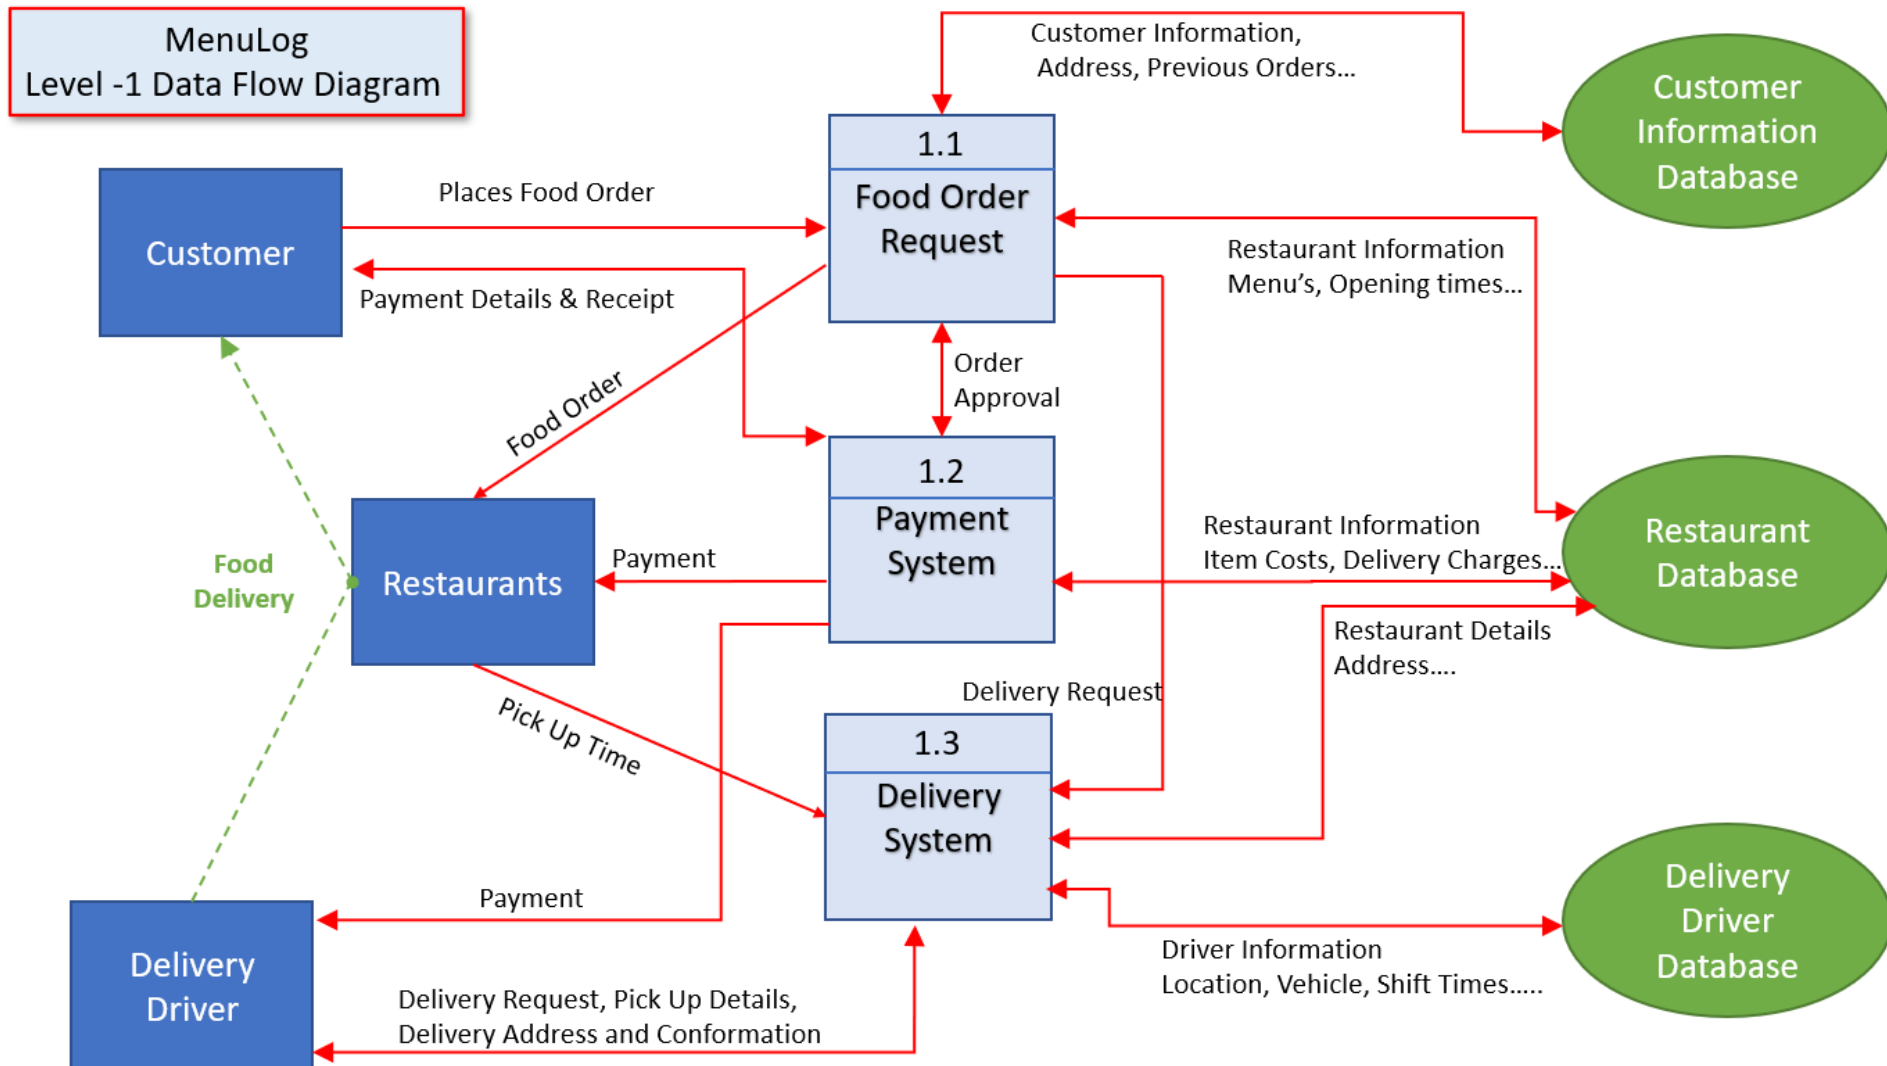 MenuLog
Level -1 Data Flow Diagram
Customer Information,
Address, Previous Orders...
Customer
Information
Database
1.1
Food Order
Request
Places Food Order
Customer
Payment Details & Receipt
Restaurant Information
Menu’s, Opening times...
Order
Approval
Food Order
1.2
Payment
System
Restaurant Information
Item Costs, Delivery Charges...
Restaurant
Database
Payment
Restaurants
Food
Delivery
Restaurant Details
Address....
Delivery Request
Pick Up Time
1.3
Delivery
System
Payment
Delivery
Driver
Delivery
Driver
Database
Driver Information
Location, Vehicle, Shift Times.....
Delivery Request, Pick Up Details,
Delivery Address and Conformation